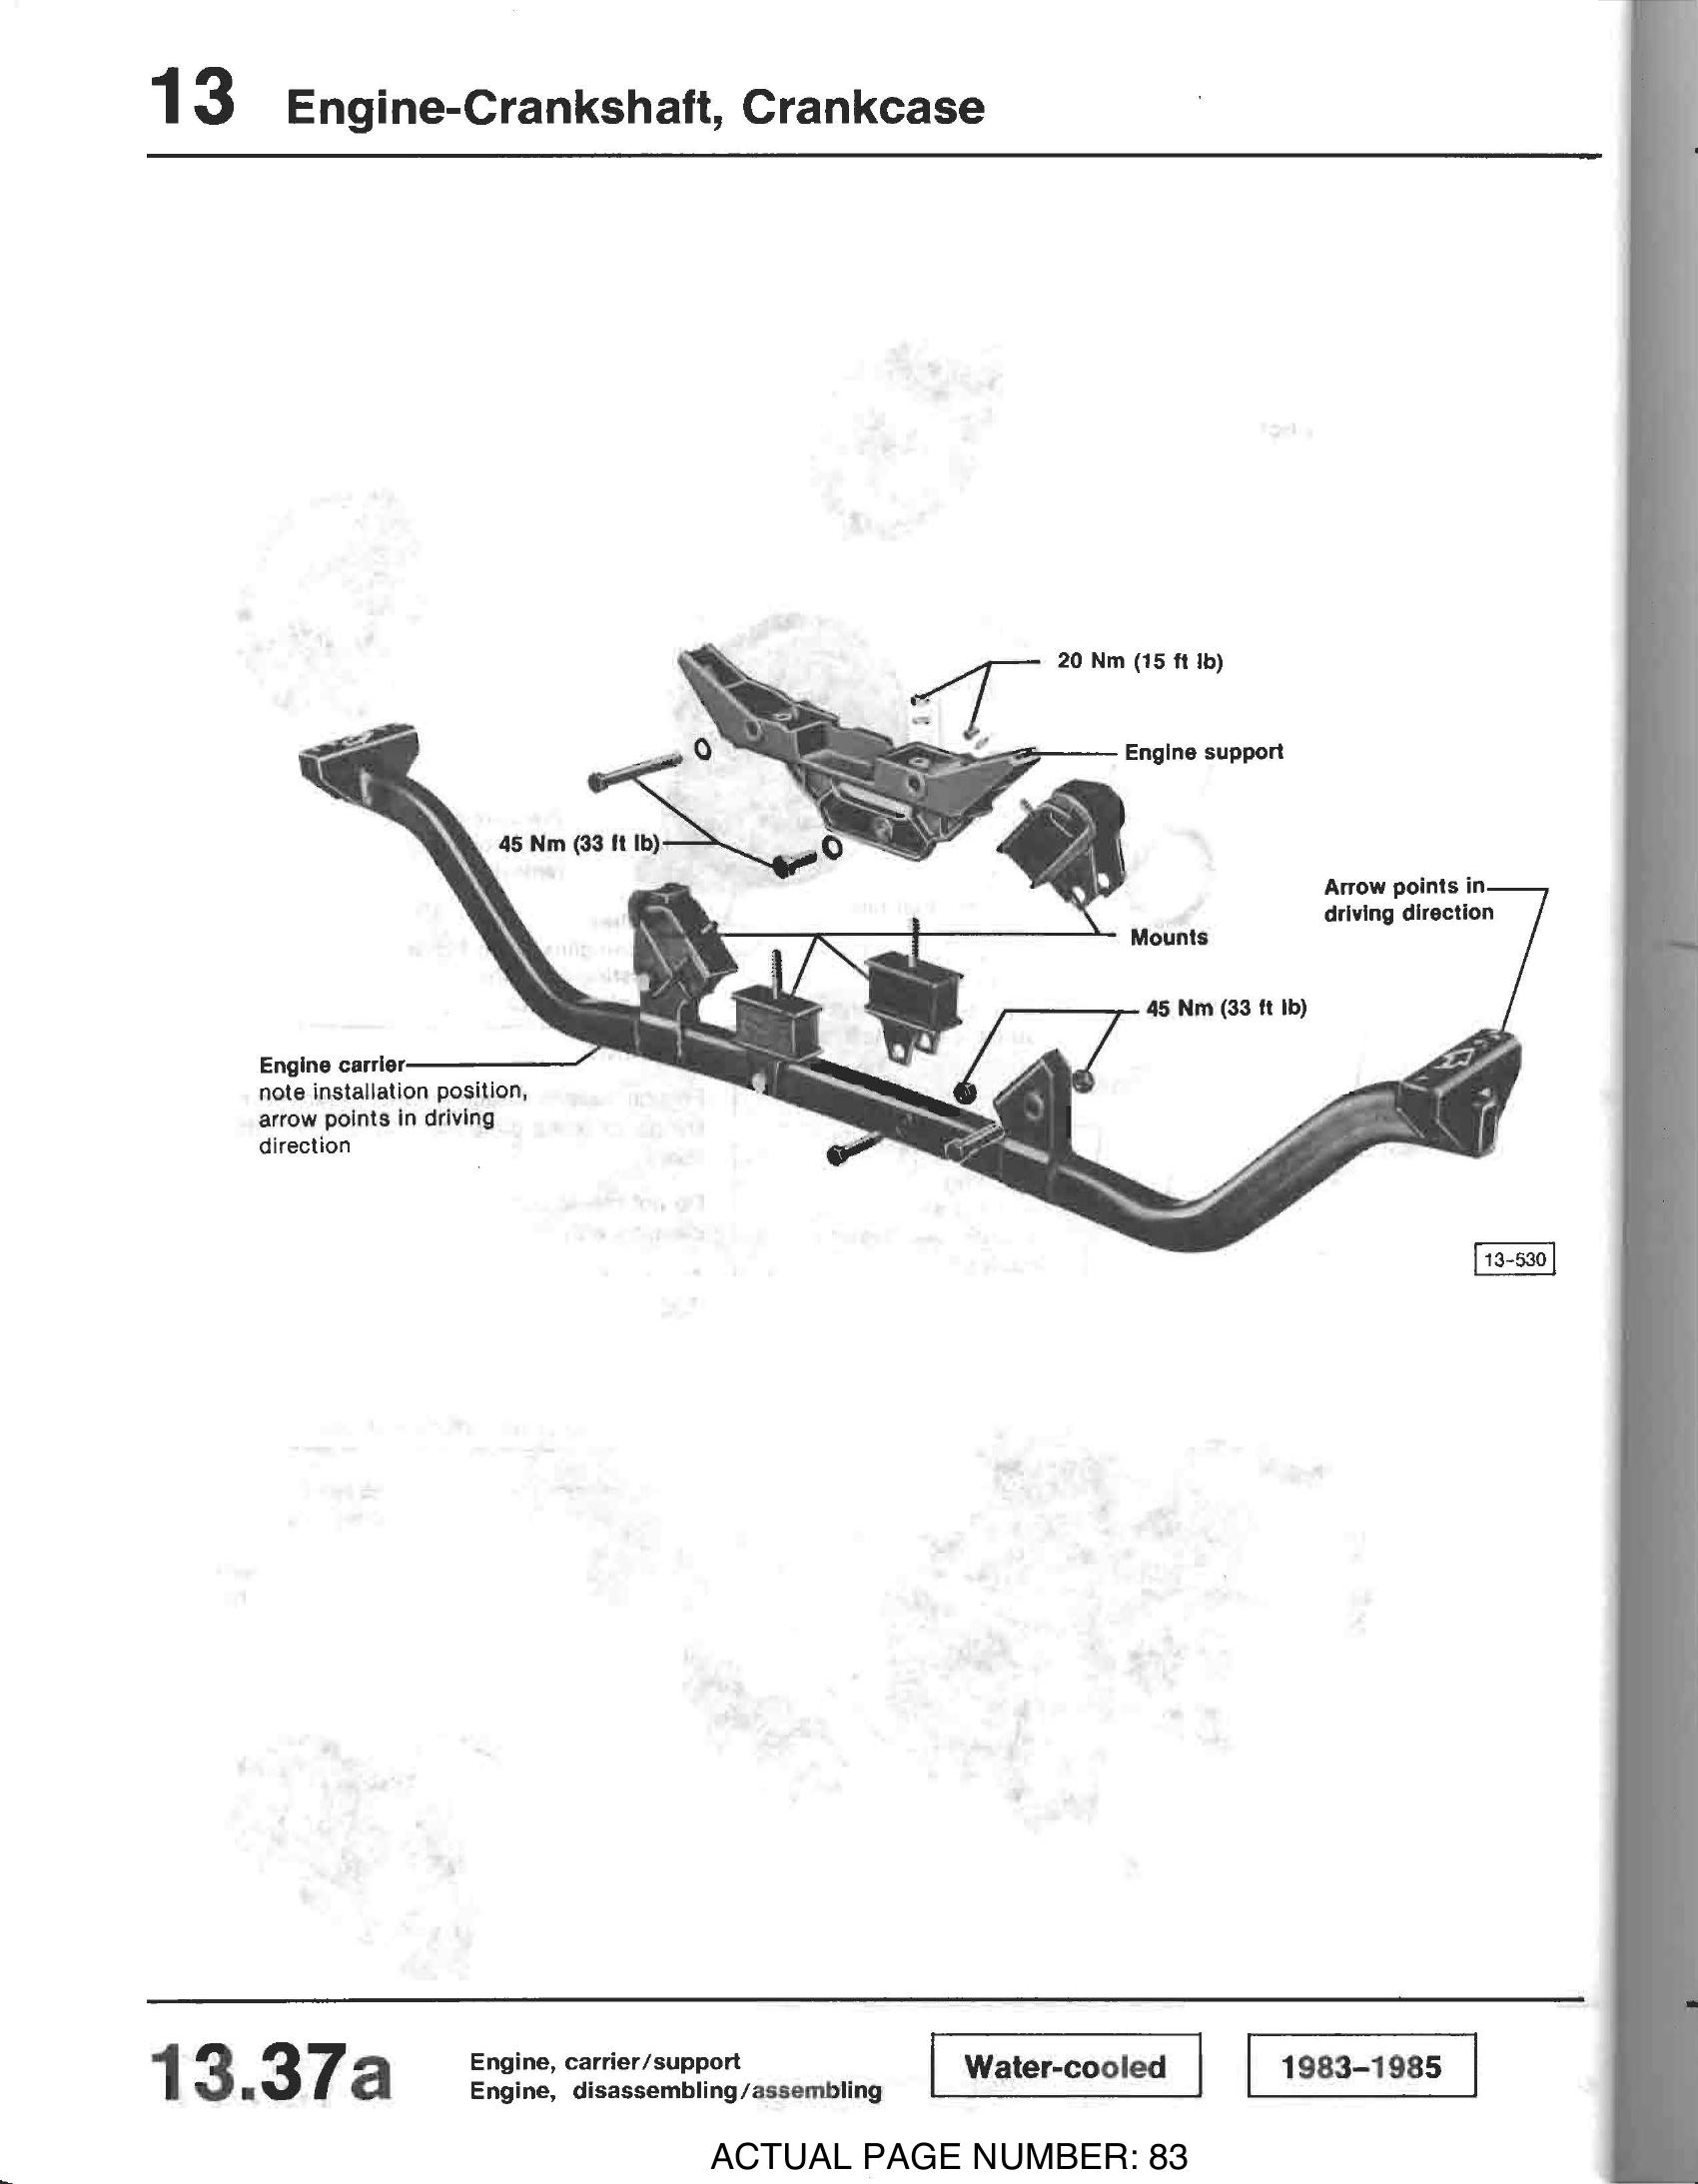 13 Engine-Crankshaft, Crankcase
20 Nm (15 ft lb)
Engine support
45 Nm (33 ft lb)
Arrow points in
driving direction
Mounts
45 Nm (33 ft lb)
Engine carrier
note installation position,
arrow points in driving
direction
13-530
13.37a
Engine, carrier/support
Engine, disassembling/assembling
Water-cooled
1983–1985
ACTUAL PAGE NUMBER: 83